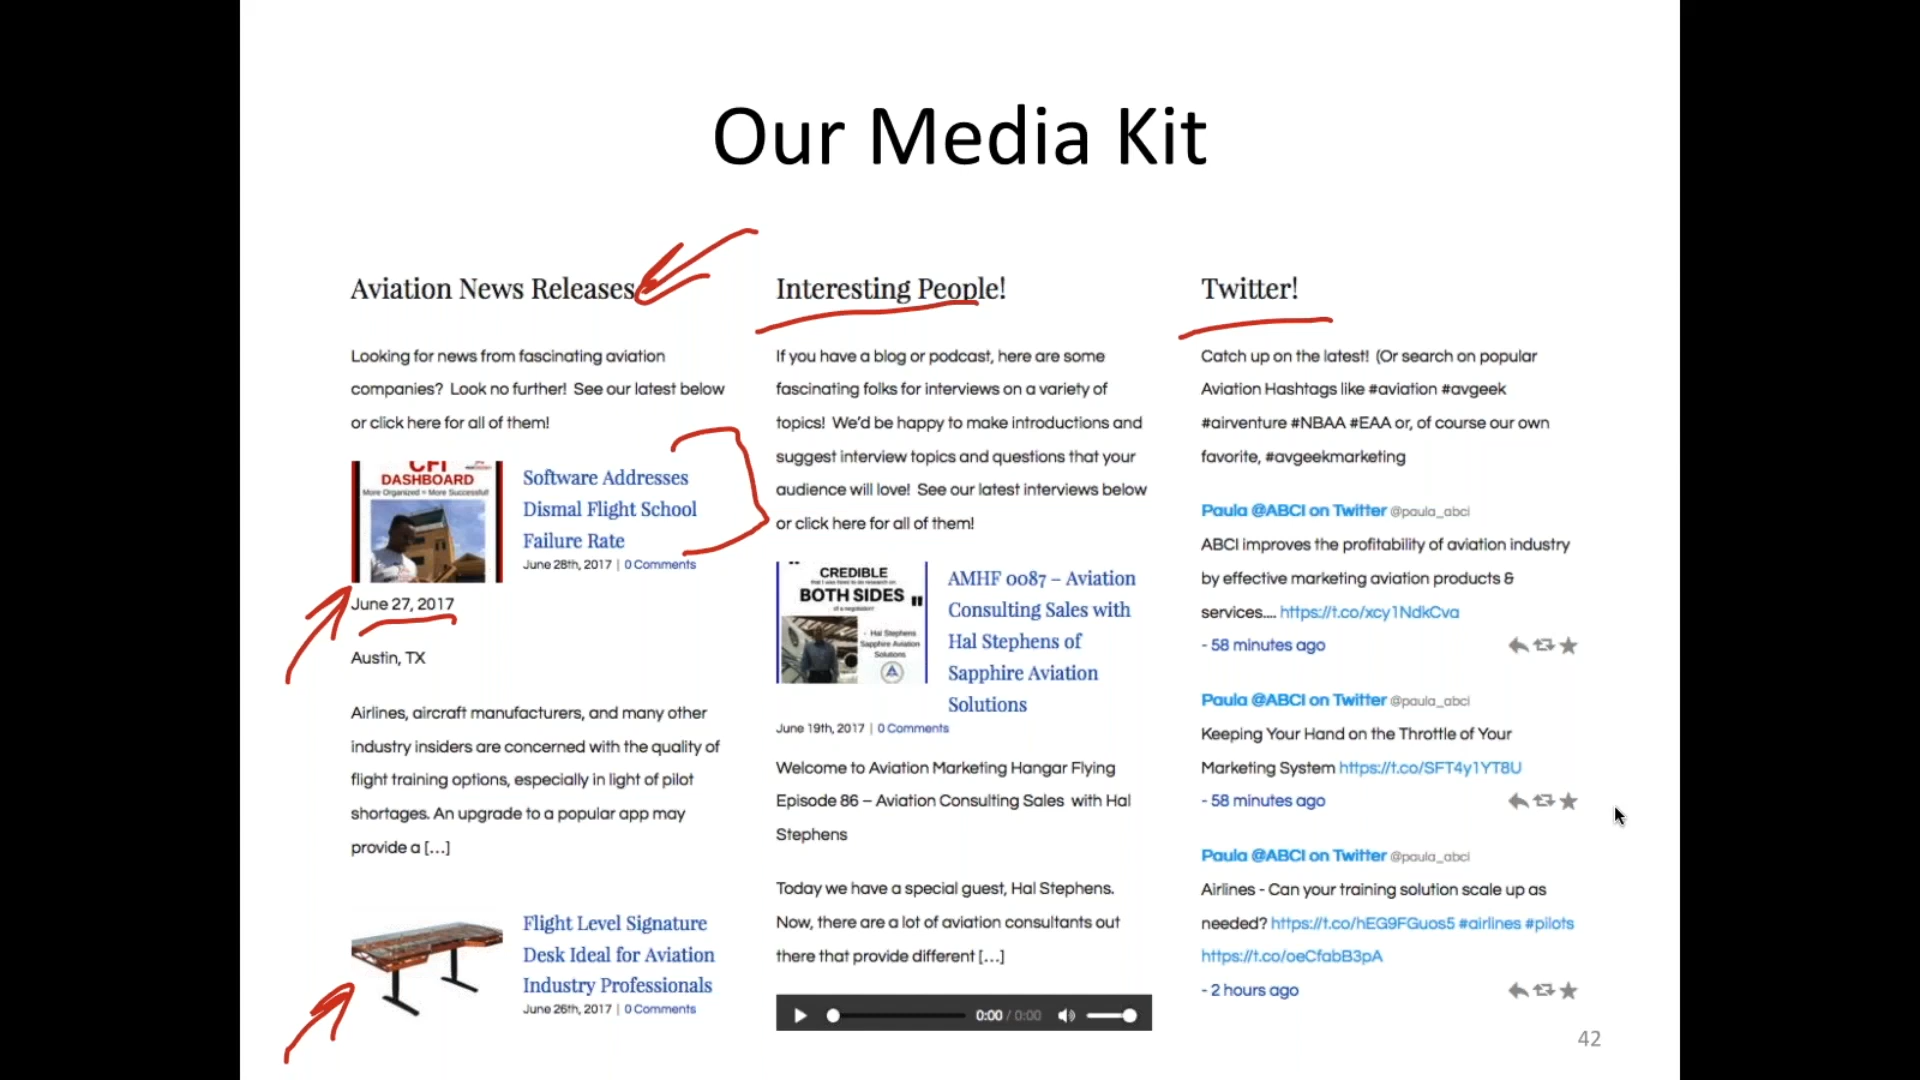 Our Media Kit
Aviation News Releases
Looking for news from fascinating aviation
companies? Look no further! See our latest below
or click here for all of them!
CFI
DASHBOARD
More Organized = More Successful!
Software Addresses
Dismal Flight School
Failure Rate
June 28th, 2017 | 0 Comments
June 27, 2017
Austin, TX
Airlines, aircraft manufacturers, and many other
industry insiders are concerned with the quality of
flight training options, especially in light of pilot
shortages. An upgrade to a popular app may
provide a [...]
Flight Level Signature
Desk Ideal for Aviation
Industry Professionals
June 26th, 2017 | 0 Comments
Interesting People!
If you have a blog or podcast, here are some
fascinating folks for interviews on a variety of
topics! We'd be happy to make introductions and
suggest interview topics and questions that your
audience will love! See our latest interviews below
or click here for all of them!
CREDIBLE
BOTH SIDES
of a negotiation"
- Hal Stephens
Sapphire Aviation
Solutions
AMHF 0087 – Aviation
Consulting Sales with
Hal Stephens of
Sapphire Aviation
Solutions
June 19th, 2017 | 0 Comments
Welcome to Aviation Marketing Hangar Flying
Episode 86 – Aviation Consulting Sales with Hal
Stephens
Today we have a special guest, Hal Stephens.
Now, there are a lot of aviation consultants out
there that provide different [...]
0:00 / 0:00
Twitter!
Catch up on the latest! (Or search on popular
Aviation Hashtags like #aviation #avgeek
#airventure #NBAA #EAA or, of course our own
favorite, #avgeekmarketing
Paula @ABCI on Twitter @paula_abci
ABCI improves the profitability of aviation industry
by effective marketing aviation products &
services.... https://t.co/xcy1NdkCva
- 58 minutes ago
Paula @ABCI on Twitter @paula_abci
Keeping Your Hand on the Throttle of Your
Marketing System https://t.co/SFT4y1YT8U
- 58 minutes ago
Paula @ABCI on Twitter @paula_abci
Airlines - Can your training solution scale up as
needed? https://t.co/hEG9FGuos5 #airlines #pilots
https://t.co/oeCfabB3pA
- 2 hours ago
42